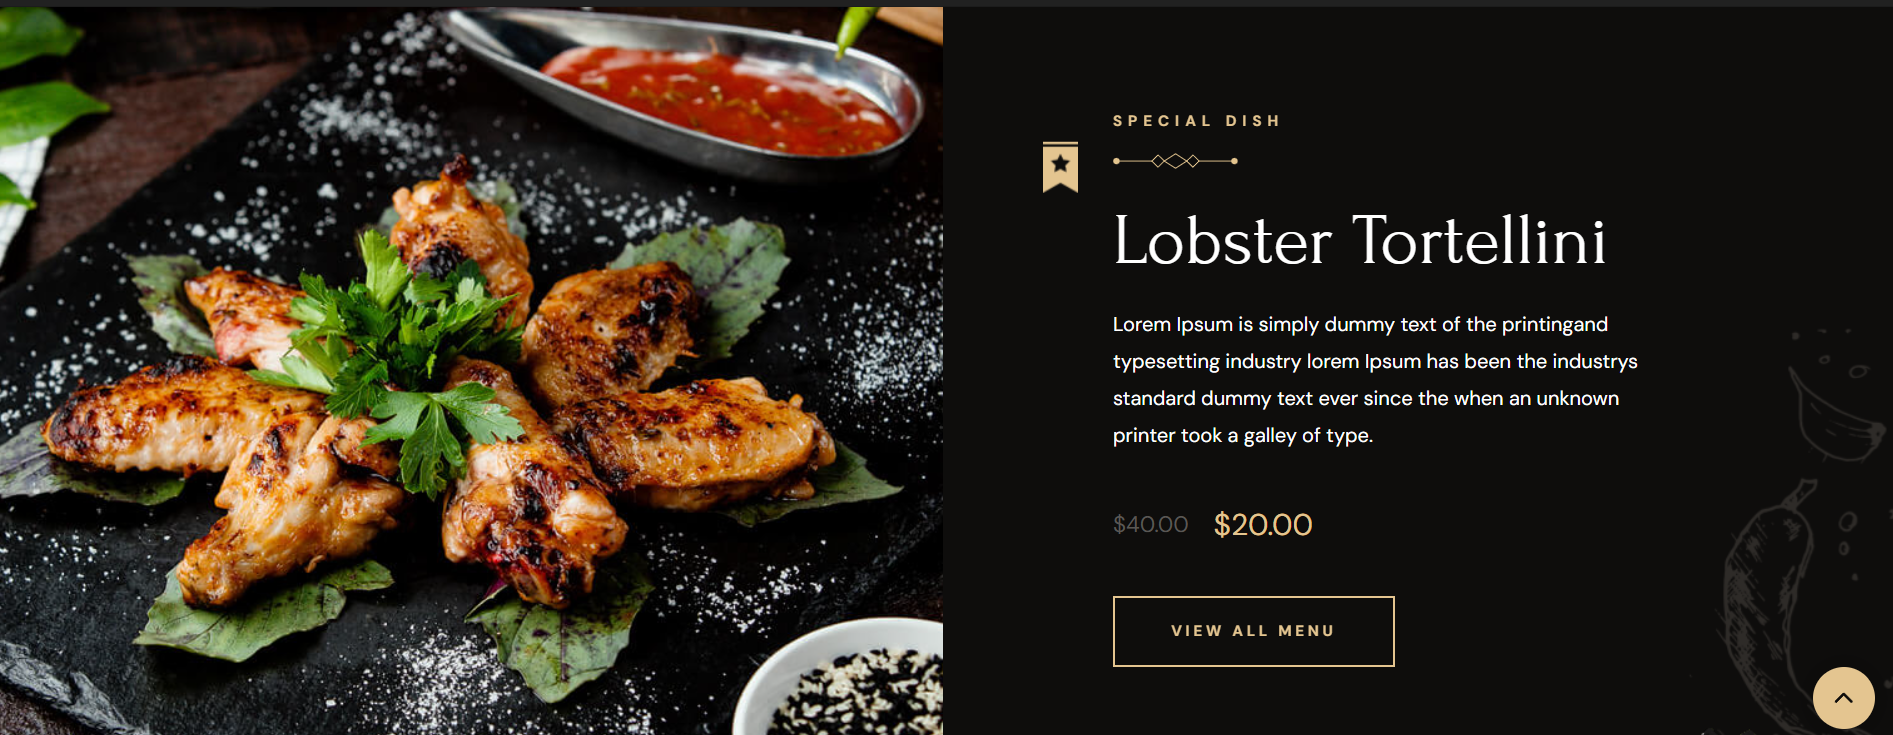 SPECIAL DISH
Lobster Tortellini
Lorem Ipsum is simply dummy text of the printingand
typesetting industry lorem Ipsum has been the industrys
standard dummy text ever since the when an unknown
printer took a galley of type.
$40.00 $20.00
VIEW ALL MENU